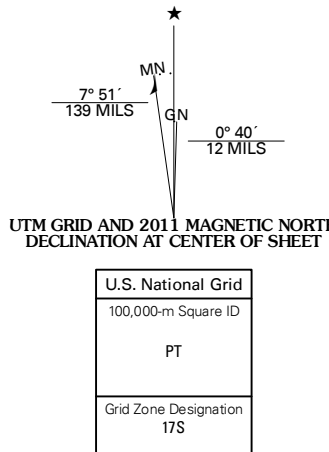 ★
MN.
7° 51´
139 MILS
GN
0° 40´
12 MILS
UTM GRID AND 2011 MAGNETIC NORTH
DECLINATION AT CENTER OF SHEET
U.S. National Grid
100,000-m Square ID
PT
Grid Zone Designation
17S